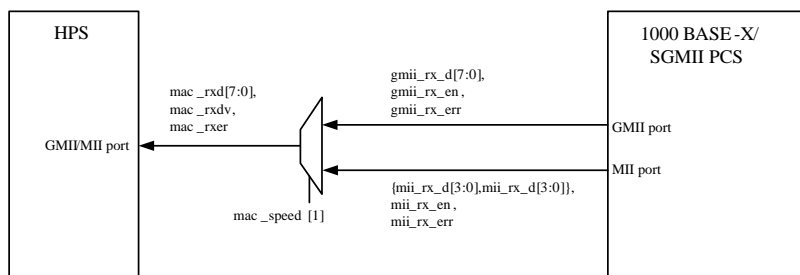 HPS
1000 BASE -X/
SGMII PCS
mac _rxd[7:0],
mac _rxdv,
mac _rxer
gmii_rx_d[7:0],
gmii_rx_en ,
gmii_rx_err
GMII/MII port
GMII port
MII port
{mii_rx_d[3:0],mii_rx_d[3:0]},
mii_rx_en ,
mii_rx_err
mac _speed [1]